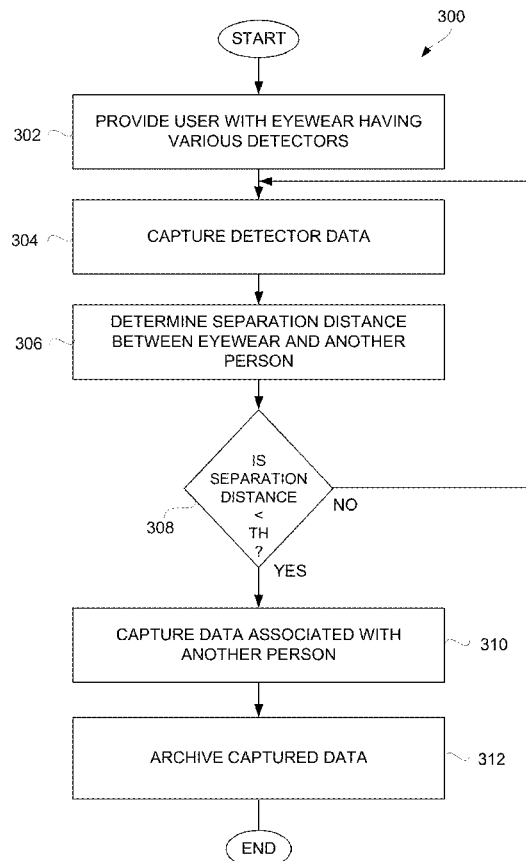 START
300
302
PROVIDE USER WITH EYEWEAR HAVING
VARIOUS DETECTORS
304
CAPTURE DETECTOR DATA
306
DETERMINE SEPARATION DISTANCE
BETWEEN EYEWEAR AND ANOTHER
PERSON
IS
SEPARATION
DISTANCE
<
TH
?
308
NO
YES
CAPTURE DATA ASSOCIATED WITH
ANOTHER PERSON
310
ARCHIVE CAPTURED DATA
312
END